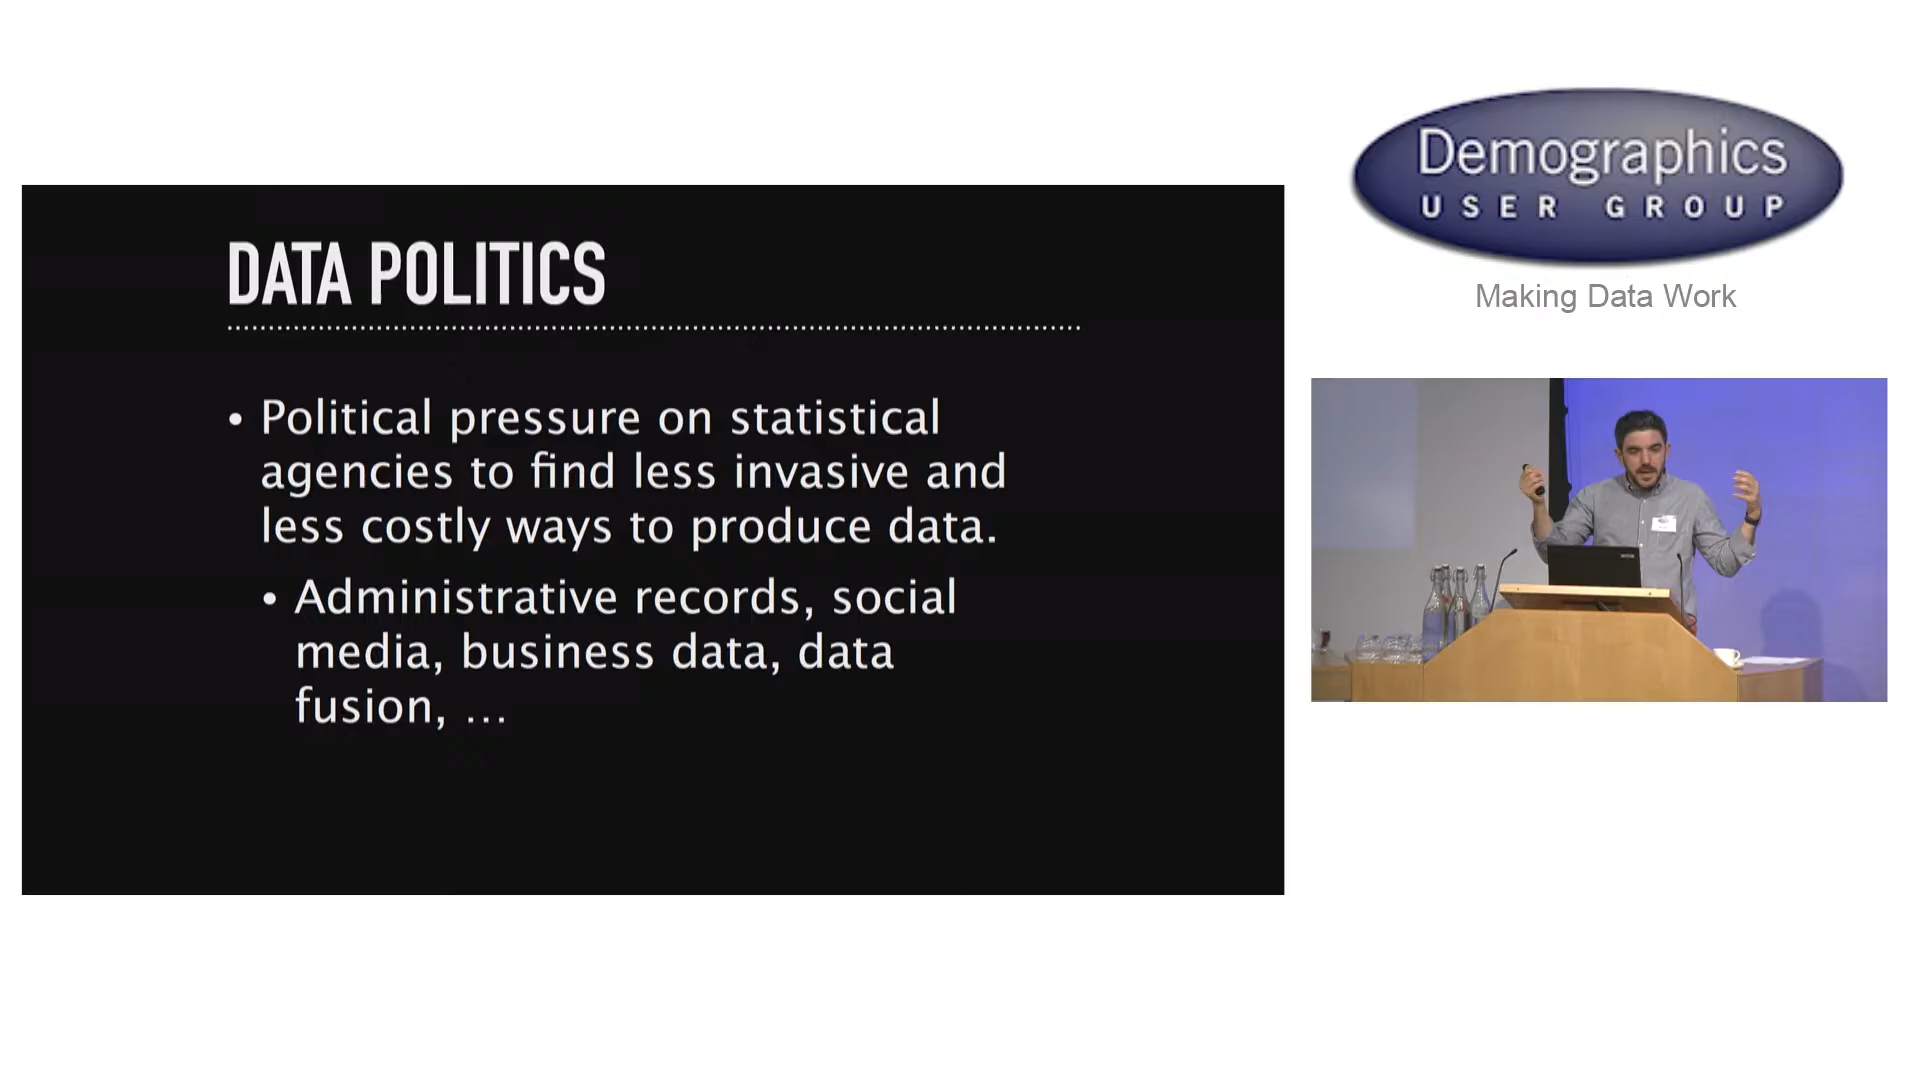 DATA POLITICS
• Political pressure on statistical
agencies to find less invasive and
less costly ways to produce data.
• Administrative records, social
media, business data, data
fusion, …
Demographics
USER GROUP
Making Data Work